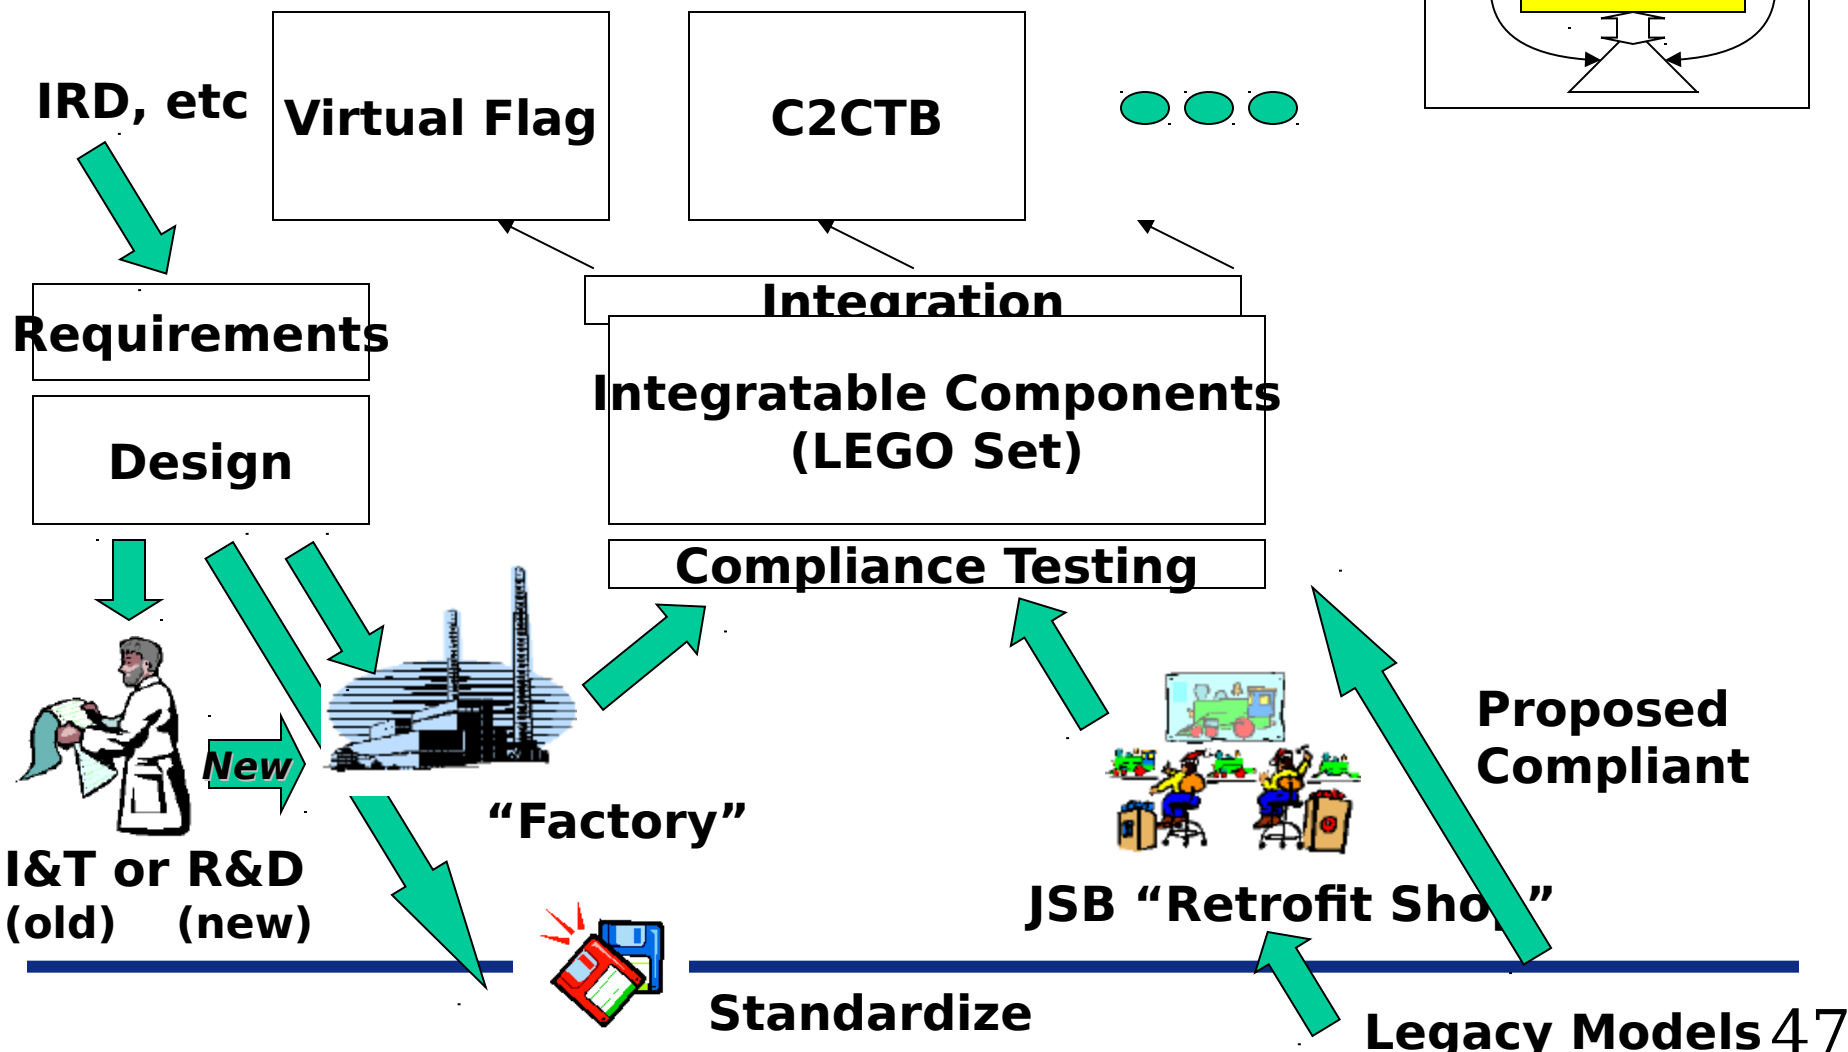 IRD, etc
Virtual Flag
C2CTB
Requirements
Integration
Integratable Components
(LEGO Set)
Design
Compliance Testing
New
Proposed
Compliant
“Factory”
I&T or R&D
(old) (new)
JSB “Retrofit Shop”
Standardize
Legacy Models
47